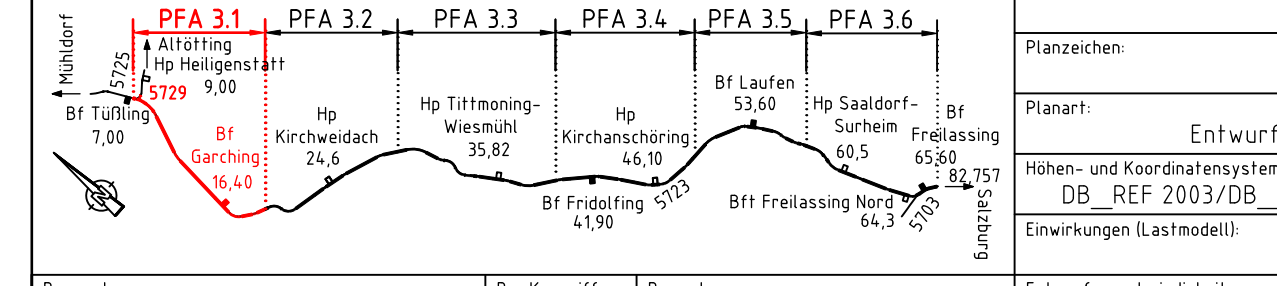 PFA 3.1 PFA 3.2 PFA 3.3 PFA 3.4 PFA 3.5 PFA 3.6
Mühldorf
5725
Altötting
Hp Heiligenstatt
9,00
5729
Bf Tüßling
7,00
Bf
Garching
16,40
Hp
Kirchweidach
24,6
Hp Tittmoning-
Wiesmühl
35,82
Hp
Kirchanschöring
46,10
Bf Fridolfing
41,90
5723
Bf Laufen
53,60
Hp Saaldorf-
Surheim
60,5
Bft Freilassing Nord
64,3
5703
Bf
Freilassing
65,60
82,757
Salzburg
Planzeichen:
Planart:
Entwurf
Höhen- und Koordinatensystem
DB_REF 2003/DB_
Einwirkungen (Lastmodell):